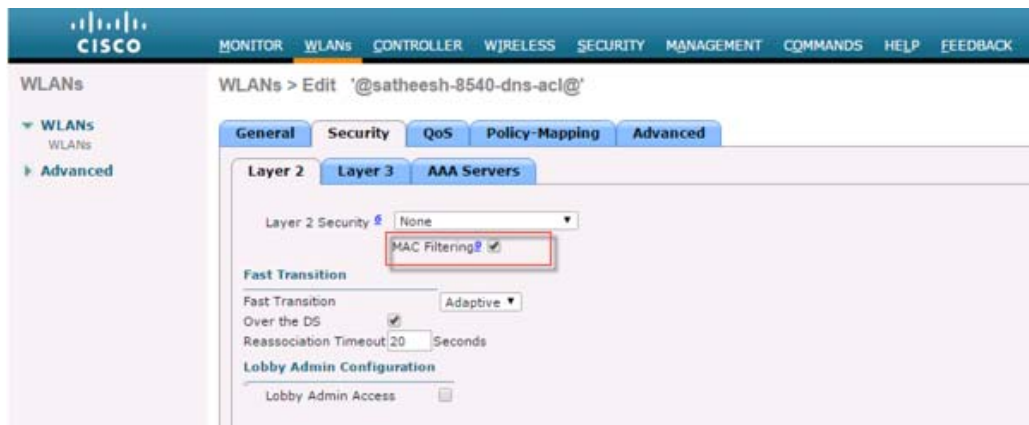 CISCO
MONITOR WLANs CONTROLLER WIRELESS SECURITY MANAGEMENT COMMANDS HELP FEEDBACK
WLANs
WLANs > Edit '@satheesh-8540-dns-acl@'
WLANs
WLANs
Advanced
General Security QoS Policy-Mapping Advanced
Layer 2 Layer 3 AAA Servers
Layer 2 Security 6 None
MAC Filtering 9
Fast Transition
Fast Transition Adaptive
Over the DS
Reassociation Timeout 20 Seconds
Lobby Admin Configuration
Lobby Admin Access